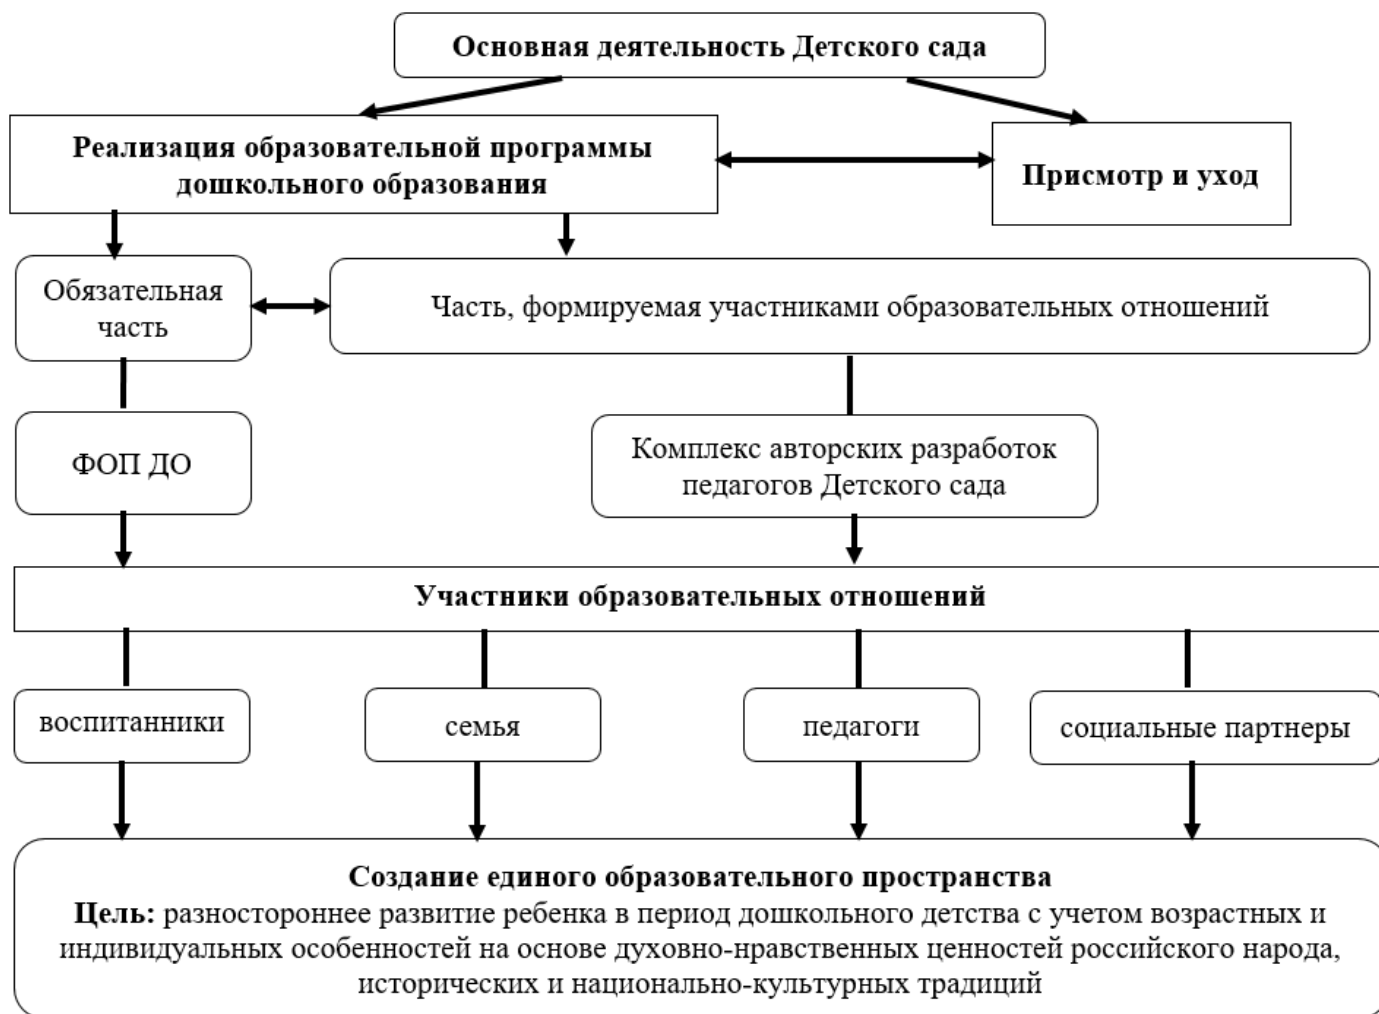 Основная деятельность Детского сада
Реализация образовательной программы
дошкольного образования
Присмотр и уход
Обязательная
часть
Часть, формируемая участниками образовательных отношений
ФОП ДО
Комплекс авторских разработок
педагогов Детского сада
Участники образовательных отношений
воспитанники
семья
педагоги
социальные партнеры
Создание единого образовательного пространства
Цель: разностороннее развитие ребенка в период дошкольного детства с учетом возрастных и
индивидуальных особенностей на основе духовно-нравственных ценностей российского народа,
исторических и национально-культурных традиций